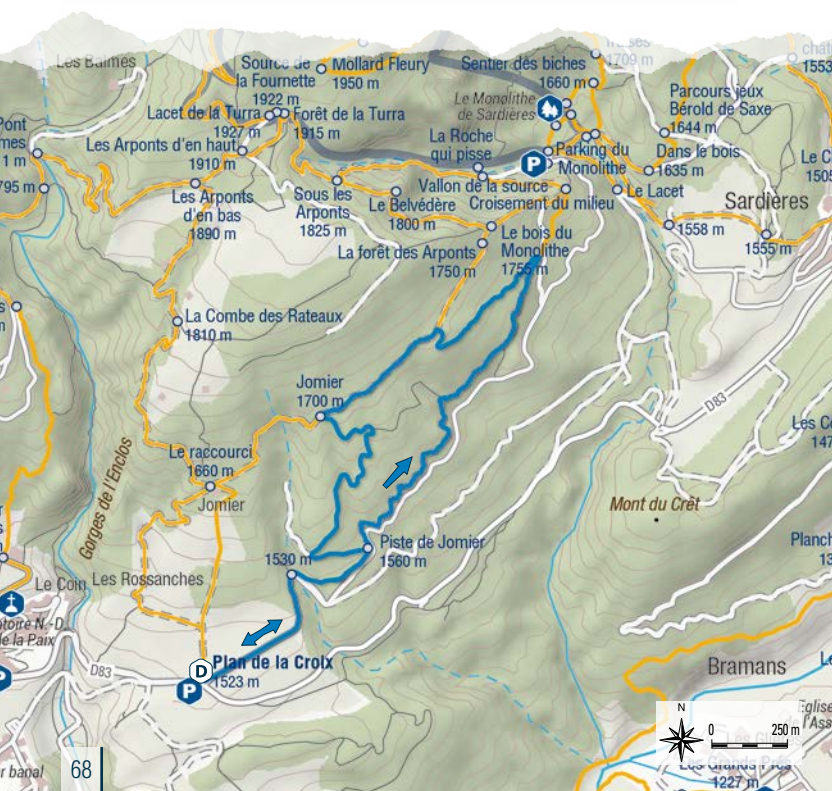 Les Balmes
Source de
la Fournette
1922 m
Mollard Fleury
1950 m
Sentier des biches
1660 m
1709 m
1553
Le Monolithe
de Sardières
Parcours jeux
Bérold de Saxe
1644 m
Lacet de la Turra
1927 m
Forêt de la Turra
1915 m
Pont
1 m
795 m
Les Arponts d'en haut
1910 m
La Roche
qui pisse
P
Parking du
Monolithe
Dans le bois
1635 m
Le C
1505
Les Arponts
d'en bas
1890 m
Sous les
Arponts
1825 m
Le Belvédère
1800 m
Vallon de la source
Croisement du milieu
Le Lacet
Sardières
1558 m
1555 m
La forêt des Arponts
1750 m
Le bois du
Monolithe
1755 m
La Combe des Rateaux
1810 m
Jomier
1700 m
D83
Le raccourci
1660 m
Jomier
Gorges de l'Enclos
Mont du Crêt
Piste de Jomier
1560 m
1530 m
Le Coin
Les Rossanches
de la Paix
D83
D
Plan de la Croix
1523 m
P
P
Bramans
N
0
250 m
Les Grands Prés
1227 m
68